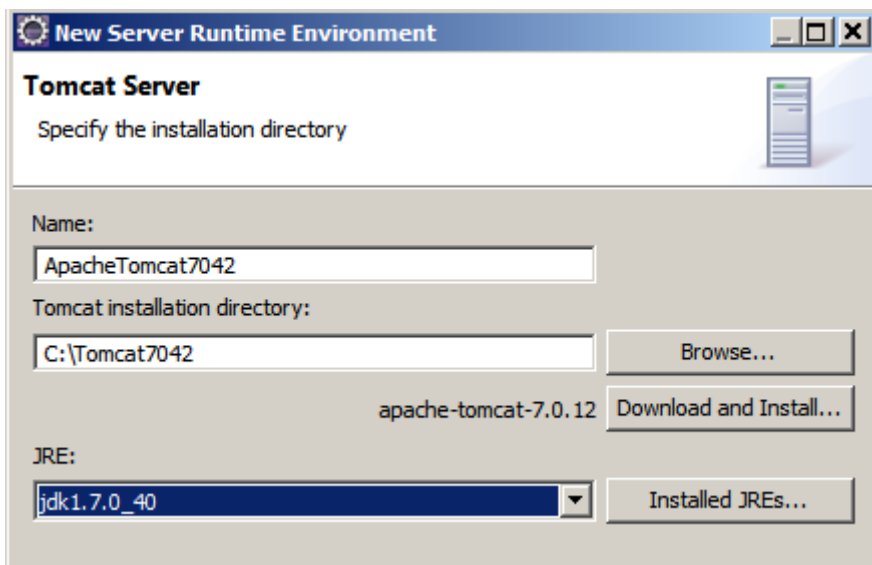 New Server Runtime Environment
Tomcat Server
Specify the installation directory
Name:
ApacheTomcat7042
Tomcat installation directory:
C:\Tomcat7042
Browse...
apache-tomcat-7.0.12 Download and Install...
JRE:
jdk1.7.0_40
Installed JREs...